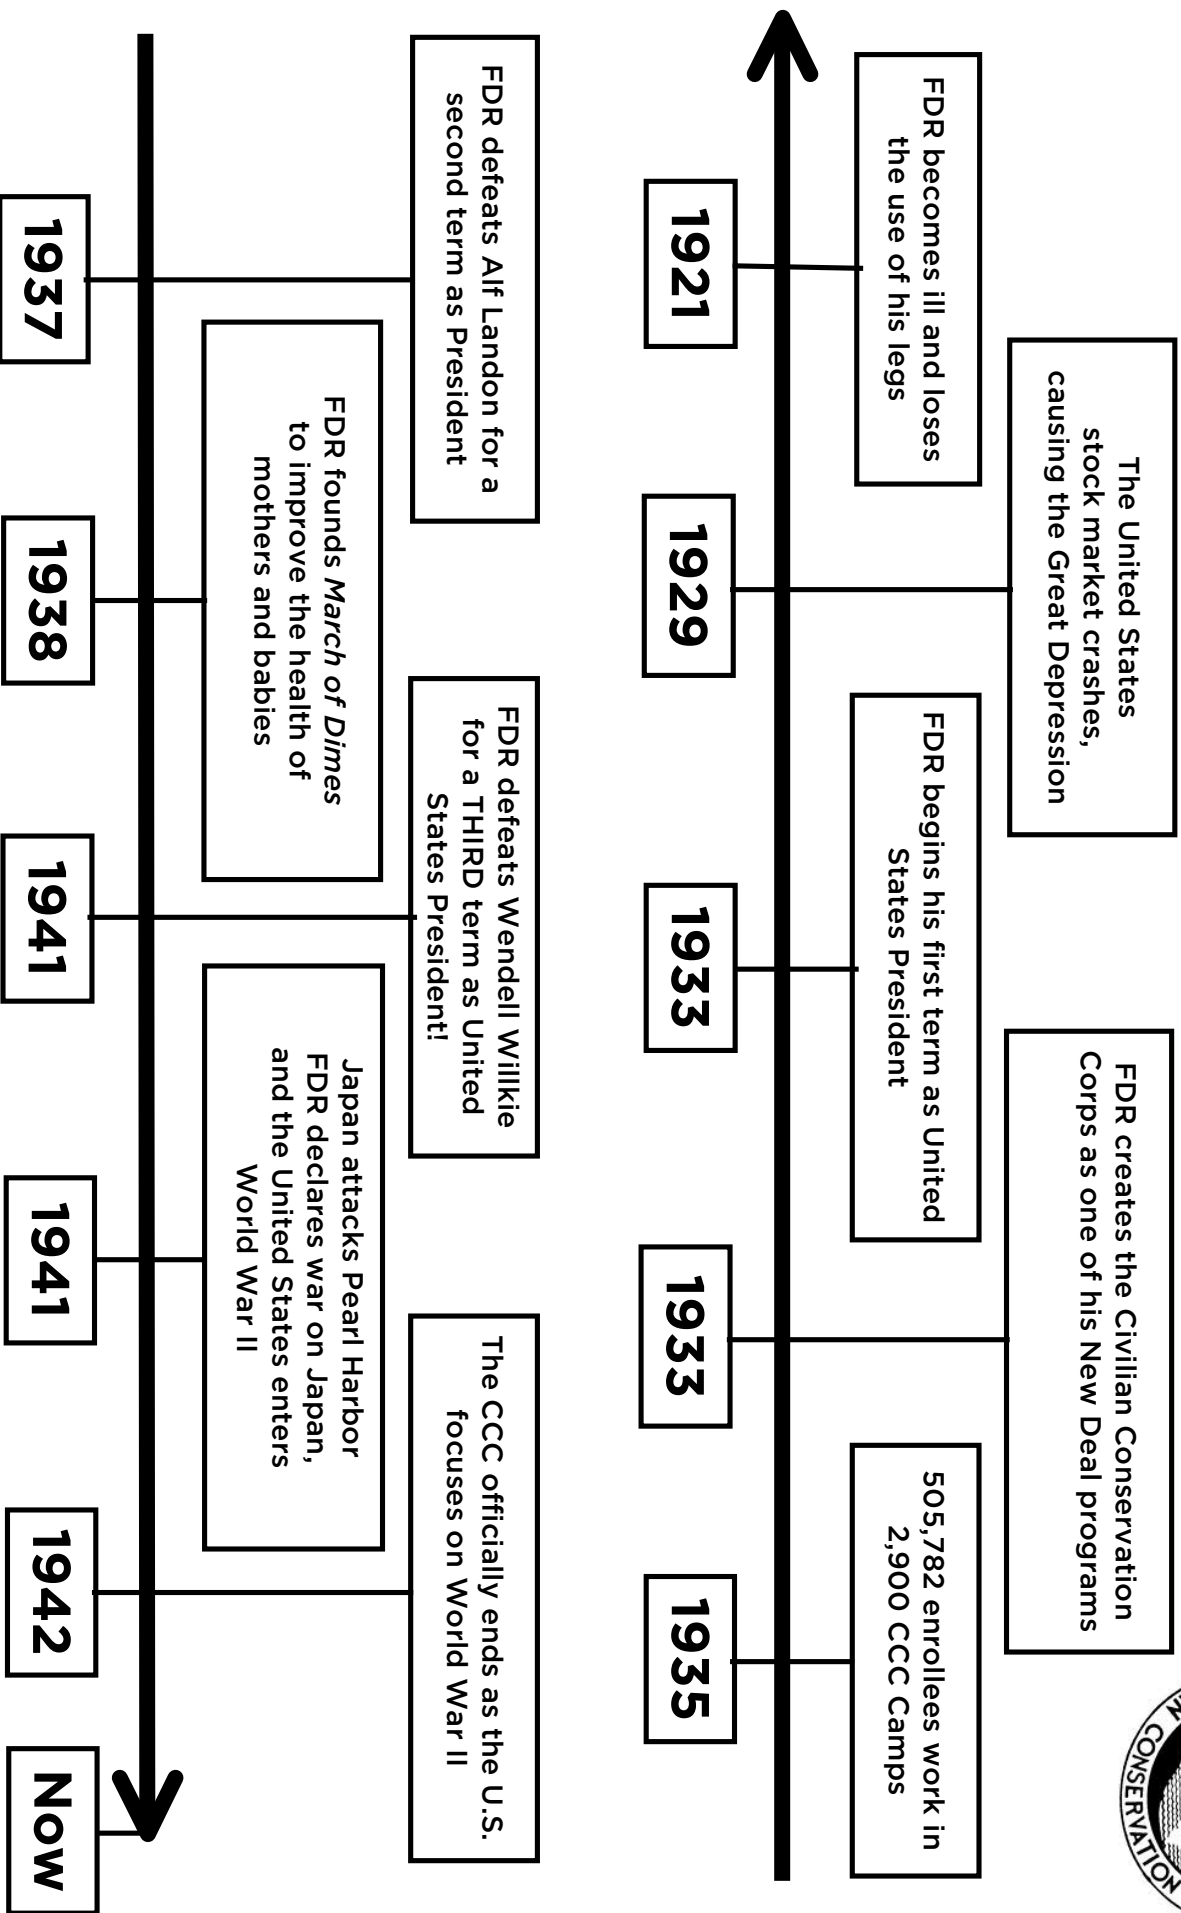 FDR becomes ill and loses
the use of his legs
1921
The United States
stock market crashes,
causing the Great Depression
1929
FDR begins his first term as United
States President
1933
FDR creates the Civilian Conservation
Corps as one of his New Deal programs
1933
505,782 enrollees work in
2,900 CCC Camps
1935
CONSERVATION
FDR defeats Alf Landon for a
second term as President
1937
FDR founds March of Dimes
to improve the health of
mothers and babies
1938
FDR defeats Wendell Willkie
for a THIRD term as United
States President!
1941
Japan attacks Pearl Harbor
FDR declares war on Japan,
and the United States enters
World War II
1941
The CCC officially ends as the U.S.
focuses on World War II
1942
Now